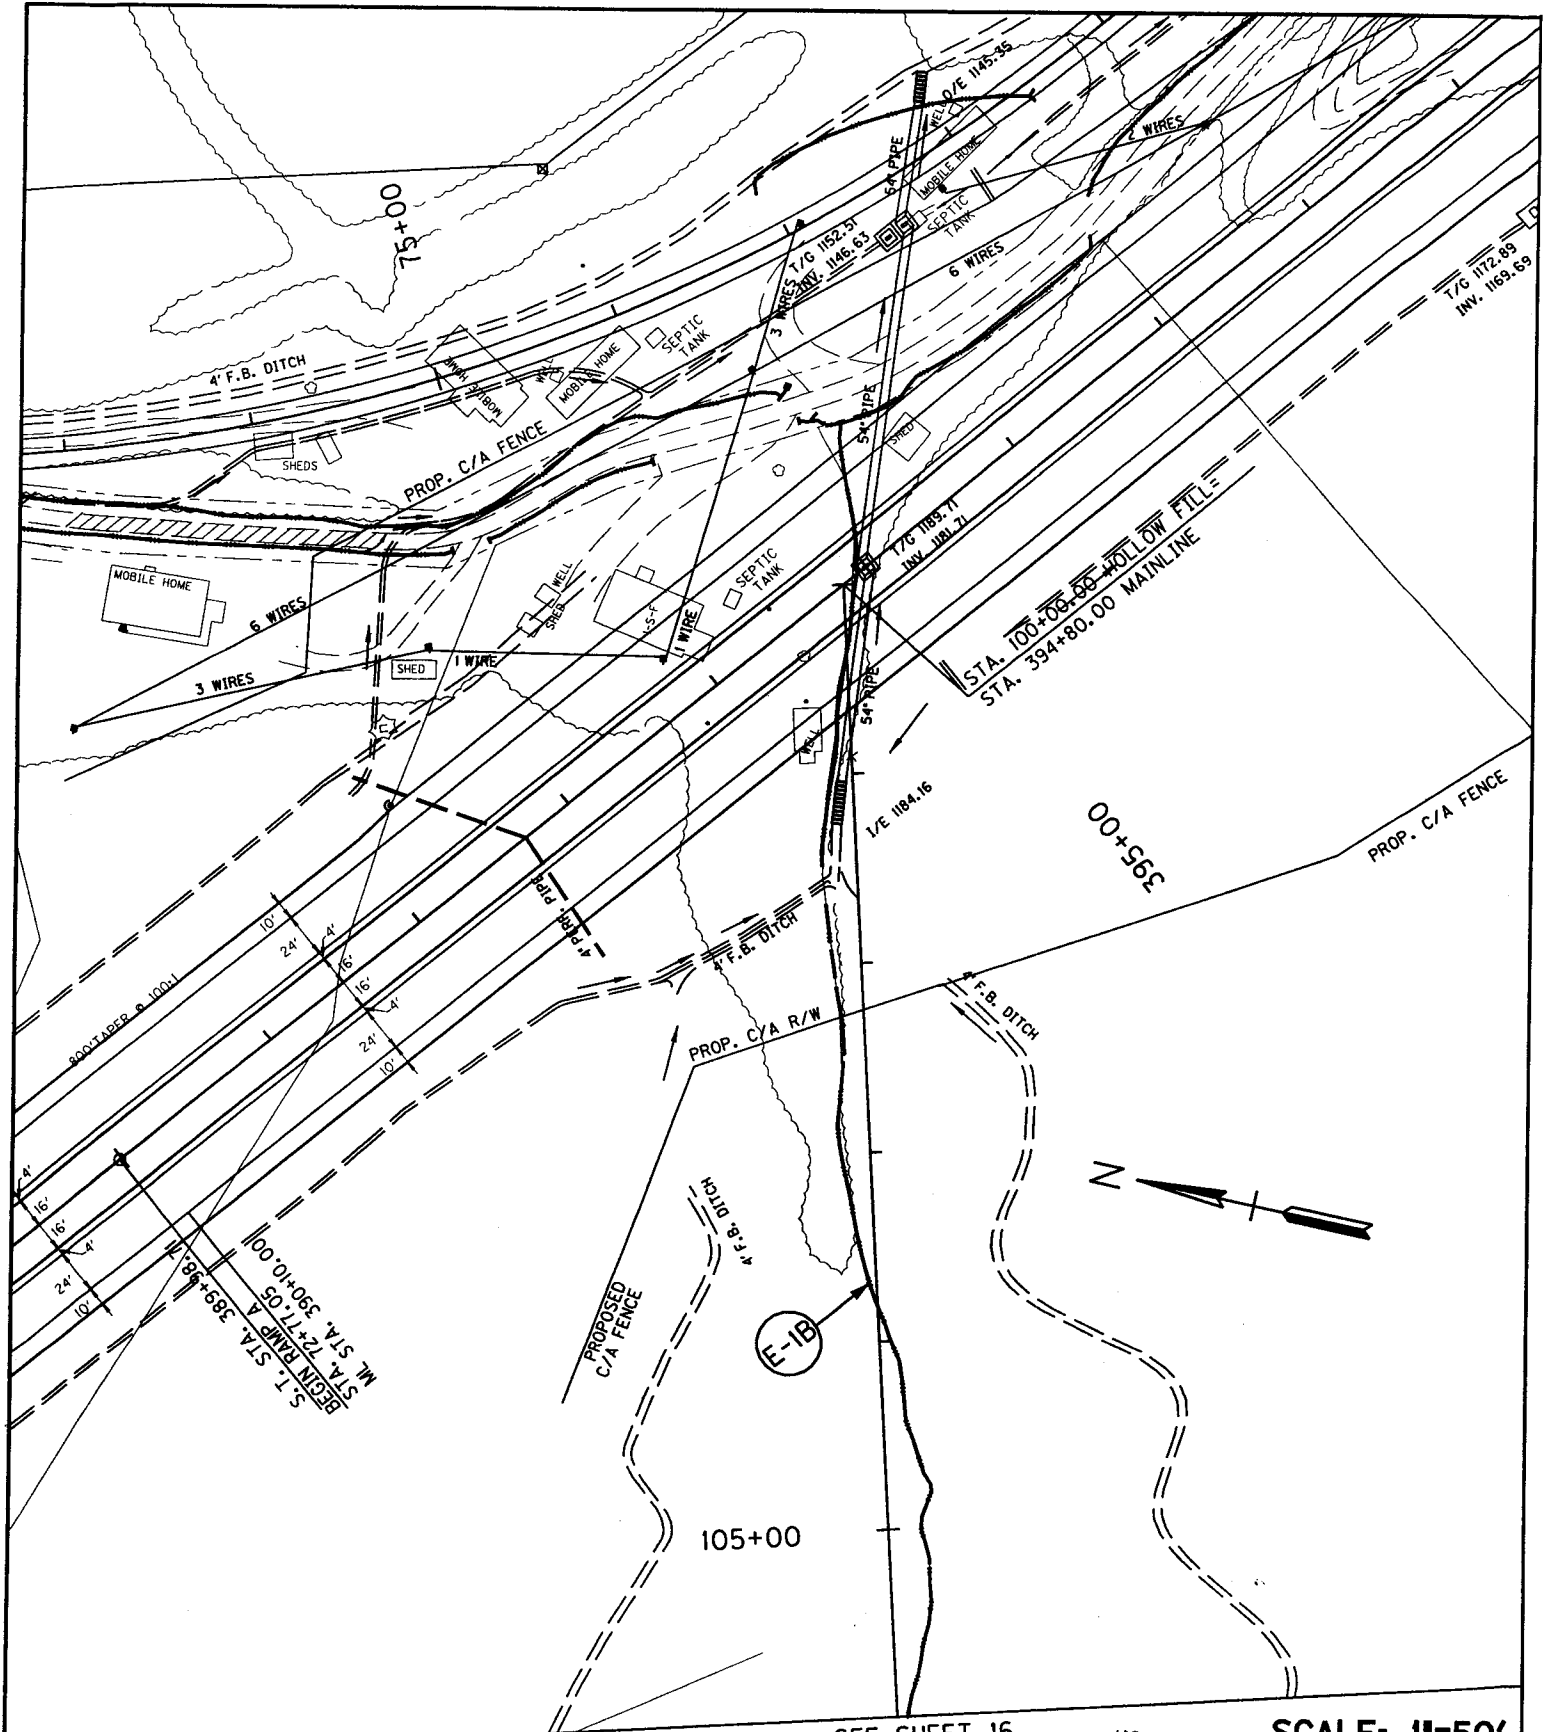 O/E 1145.35
WELL
2 WIRES
54" PIPE
MOBILE HOME
75+00
SEPTIC
TANK
T/G 1152.51
INV. 1146.63
6 WIRES
3 WIRES
T/G 1172.89
INV. 1169.69
D
SEPTIC
TANK
4' F.B. DITCH
MOBILE HOME
WELL
MOBILE HOME
54" PIPE
SHED
PROP. C/A FENCE
SHEDS
T/G 1189.71
INV. 1181.71
STA. 100+00.00 HOLLOW FILL=
STA. 394+80.00 MAINLINE
MOBILE HOME
WELL
SHED
SEPTIC
TANK
1-S-F
6 WIRES
1 WIRE
3 WIRES
SHED
1 WIRE
54" PIPE
WELL
I/E 1184.16
395+00
PROP. C/A FENCE
4" PERF. PIPE
10'
24'
4'
16'
16'
4'
24'
10'
4' F.B. DITCH
4' F.B. DITCH
800' TAPER @ 100:1
PROP. C/A R/W
4'
16'
16'
4'
24'
10'
S.T. STA. 389+98.
BEGIN RAMP A
STA. 72+77.05
ML STA. 390+10.00
4' F.B. DITCH
N
PROPOSED
C/A FENCE
E-1B
105+00
SEE SHEET 16
SCALE: 1"=50'